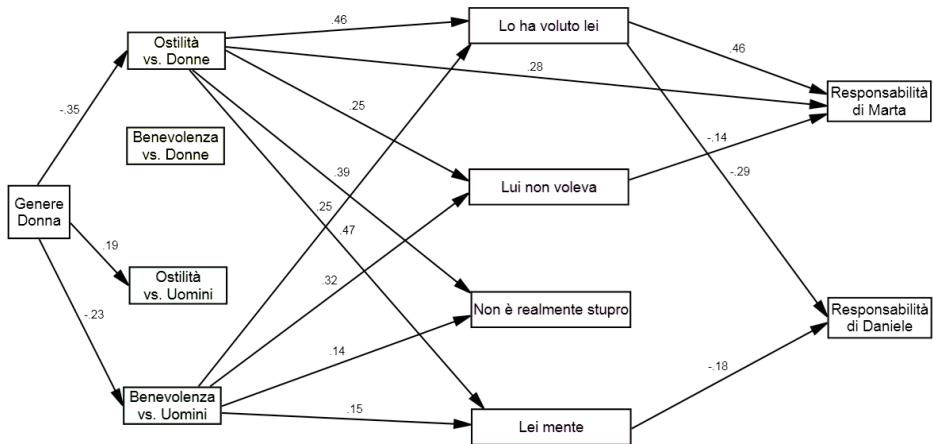 .46
Lo ha voluto lei
Ostilità
vs. Donne
.46
.28
-.35
Responsabilità
di Marta
.25
Benevolenza
vs. Donne
-.14
.39
-.29
Lui non voleva
Genere
Donna
.25
.47
.19
Ostilità
vs. Uomini
.32
Non è realmente stupro
Responsabilità
di Daniele
-.23
.14
-.18
Benevolenza
vs. Uomini
.15
Lei mente